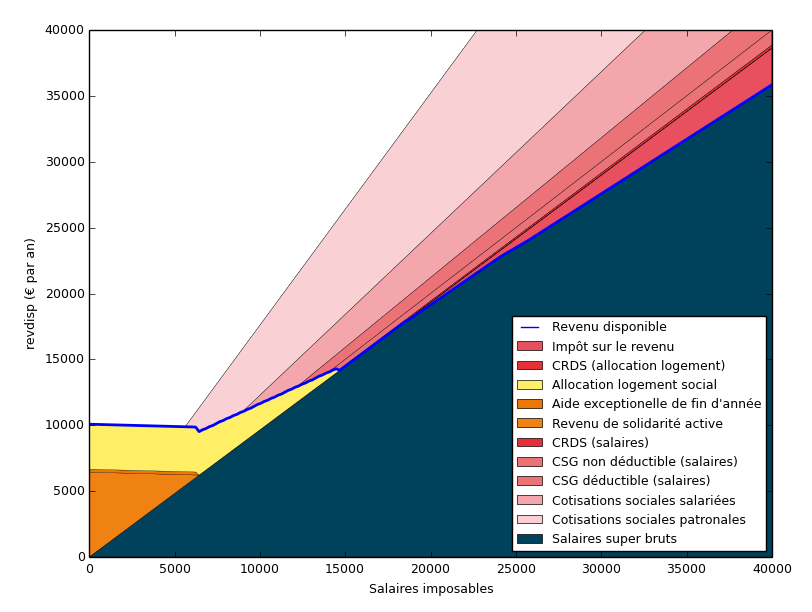 40000
35000
30000
25000
20000
15000
10000
5000
0
revdisp (€ par an)
0
5000
10000
15000
20000
25000
30000
35000
40000
Salaires imposables
Revenu disponible
Impôt sur le revenu
CRDS (allocation logement)
Allocation logement social
Aide exceptionelle de fin d'année
Revenu de solidarité active
CRDS (salaires)
CSG non déductible (salaires)
CSG déductible (salaires)
Cotisations sociales salariées
Cotisations sociales patronales
Salaires super bruts